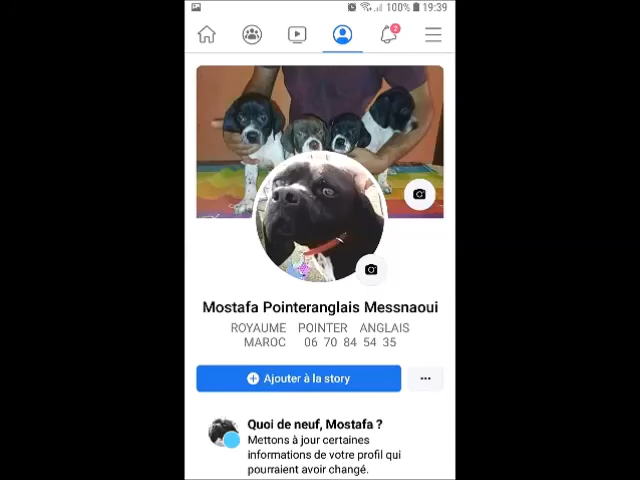 100% 19:39
2
Mostafa Pointeranglais Messnaoui
ROYAUME POINTER ANGLAIS
MAROC 06 70 84 54 35
Ajouter à la story
Quoi de neuf, Mostafa ?
Mettons à jour certaines
informations de votre profil qui
pourraient avoir changé.